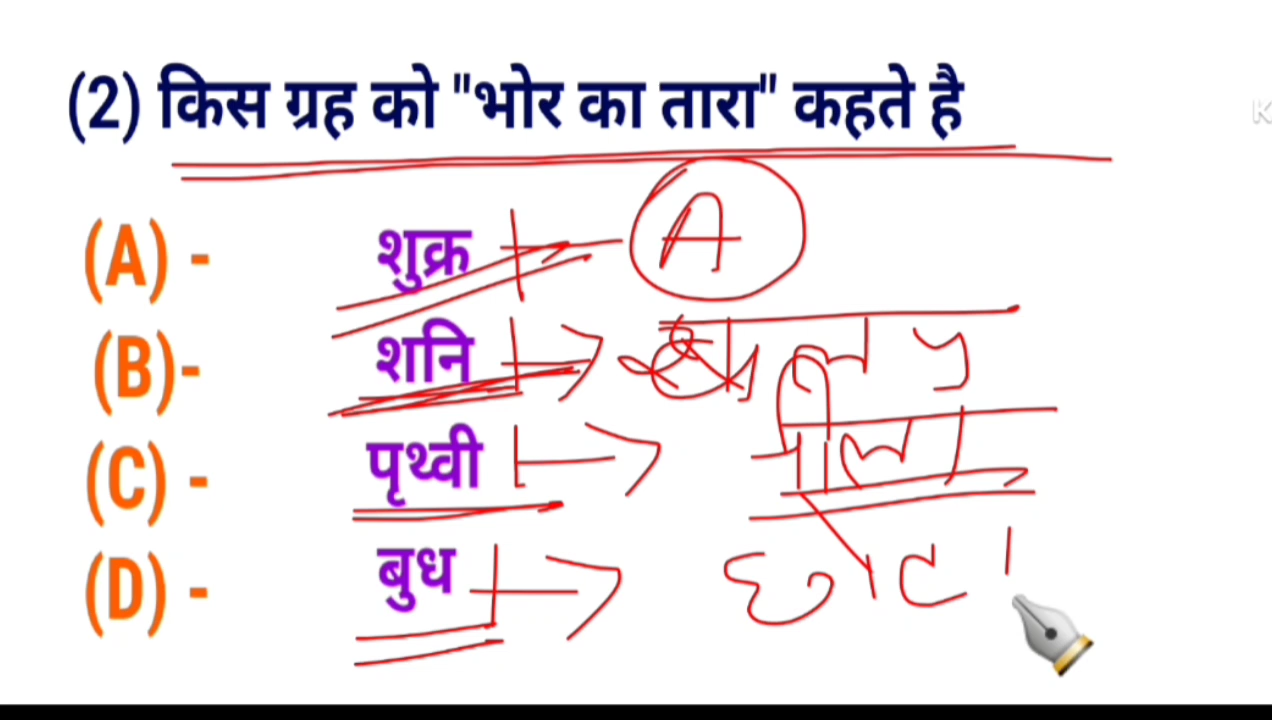 (2) किस ग्रह को "भोर का तारा" कहते है
(A) - शुक्र A
(B)- शनि
(C) - पृथ्वी नीला
(D) - बुध छोटा
K